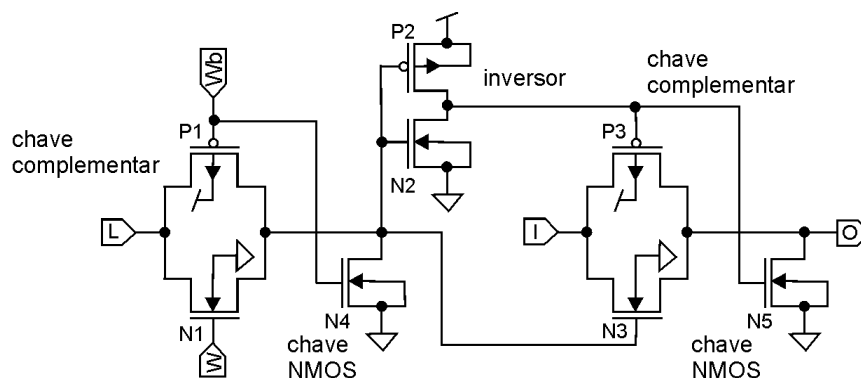 P2
Wb
inversor
chave
complementar
chave
complementar
P1
P3
N2
L
I
O
N1
N4
N3
N5
W
chave
NMOS
chave
NMOS